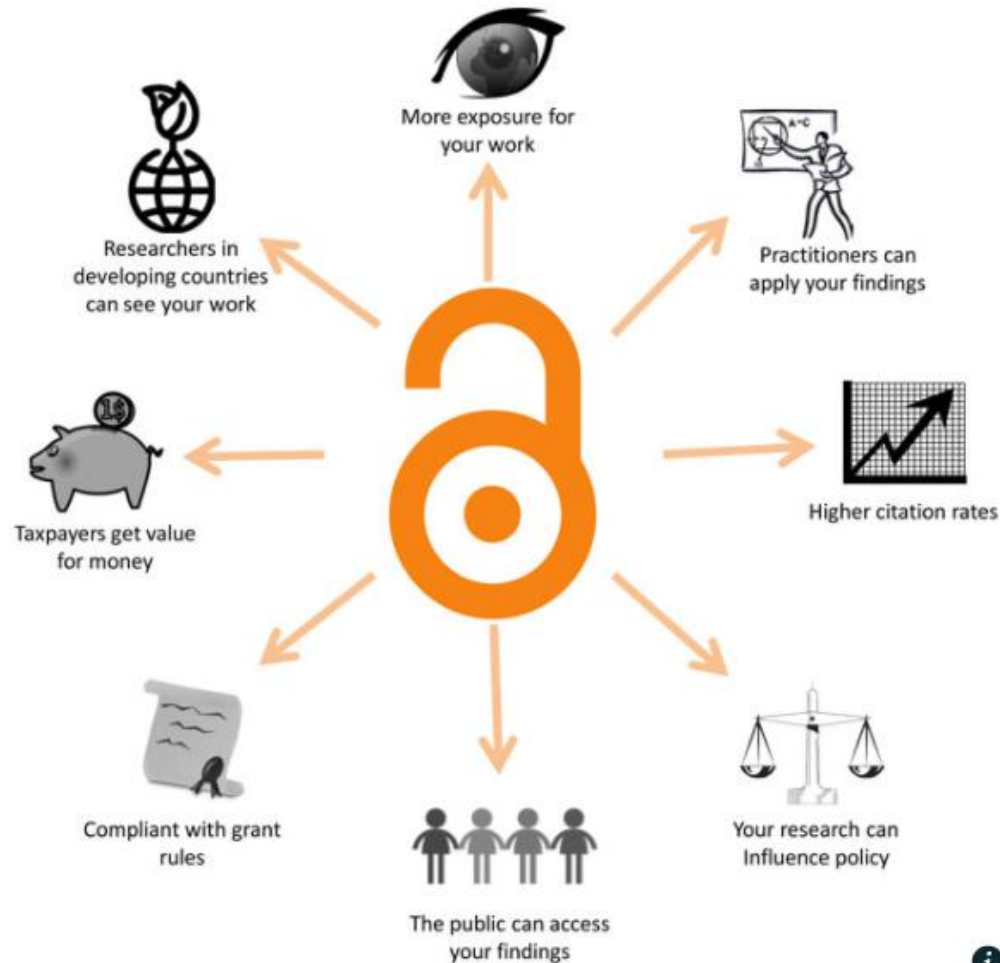 More exposure for
your work
Practitioners can
apply your findings
Higher citation rates
Your research can
Influence policy
The public can access
your findings
Compliant with grant
rules
Taxpayers get value
for money
1$
Researchers in
developing countries
can see your work
A=C
i